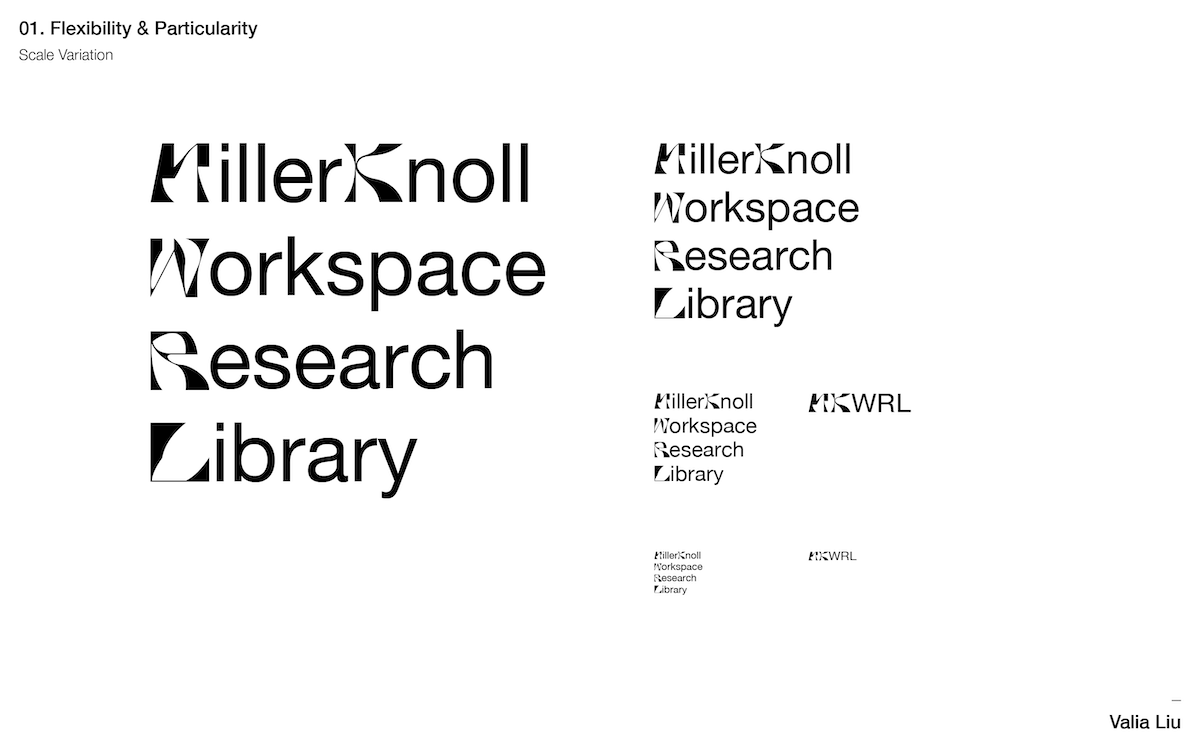 01. Flexibility & Particularity
Scale Variation
MillerKnoll
Workspace
Research
Library
MillerKnoll
Workspace
Research
Library
MillerKnoll
Workspace
Research
Library
MKWRL
MillerKnoll
Workspace
Research
Library
MKWRL
Valia Liu